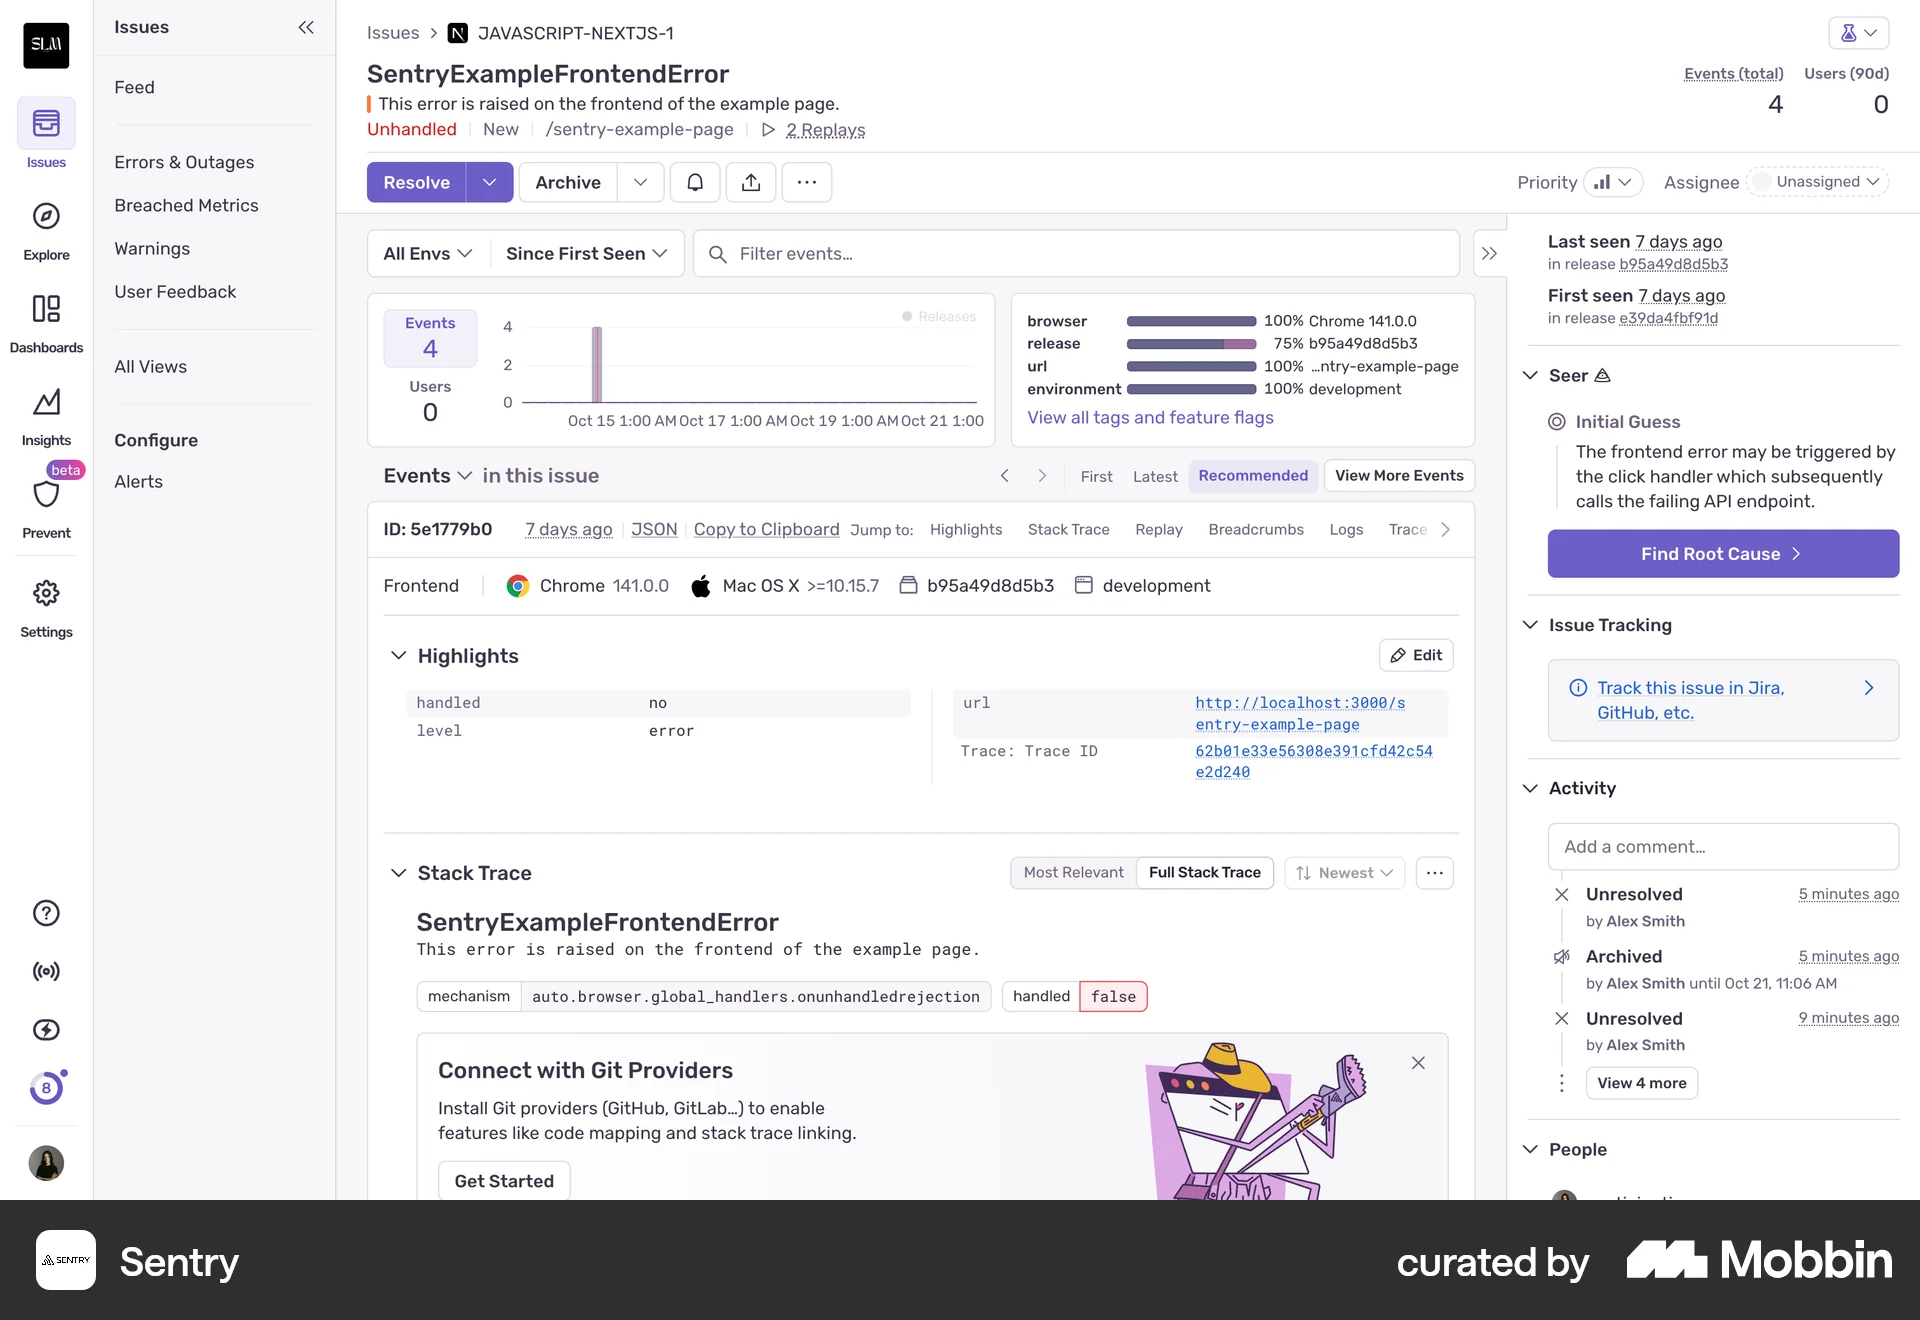 SLM
Issues
Explore
Dashboards
Insights
beta
Prevent
Settings
8
Issues
Feed
Errors & Outages
Breached Metrics
Warnings
User Feedback
All Views
Configure
Alerts
Issues
N JAVASCRIPT-NEXTJS-1
SentryExampleFrontendError
This error is raised on the frontend of the example page.
Unhandled New /sentry-example-page 2 Replays
Events (total) Users (90d)
4 0
Resolve Archive ...
Priority Assignee Unassigned
All Envs Since First Seen Filter events...
Events
4
Users
0
Releases
4
2
0
Oct 15 1:00 AM Oct 17 1:00 AM Oct 19 1:00 AM Oct 21 1:00
browser 100% Chrome 141.0.0
release 75% b95a49d8d5b3
url 100% ...ntry-example-page
environment 100% development
View all tags and feature flags
Events in this issue First Latest Recommended View More Events
ID: 5e1779b0 7 days ago JSON Copy to Clipboard Jump to: Highlights Stack Trace Replay Breadcrumbs Logs Trace
Frontend Chrome 141.0.0 Mac OS X >=10.15.7 b95a49d8d5b3 development
Highlights Edit
handled no
level error
url http://localhost:3000/s
entry-example-page
Trace: Trace ID 62b01e33e56308e391cfd42c54
e2d240
Stack Trace Most Relevant Full Stack Trace Newest ...
SentryExampleFrontendError
This error is raised on the frontend of the example page.
mechanism auto.browser.global_handlers.onunhandledrejection handled false
Connect with Git Providers
Install Git providers (GitHub, GitLab...) to enable
features like code mapping and stack trace linking.
Get Started
Last seen 7 days ago
in release b95a49d8d5b3
First seen 7 days ago
in release e39da4fbf91d
Seer
Initial Guess
The frontend error may be triggered by
the click handler which subsequently
calls the failing API endpoint.
Find Root Cause
Issue Tracking
Track this issue in Jira,
GitHub, etc.
Activity
Add a comment...
Unresolved 5 minutes ago
by Alex Smith
Archived 5 minutes ago
by Alex Smith until Oct 21, 11:06 AM
Unresolved 9 minutes ago
by Alex Smith
View 4 more
People
SENTRY
Sentry
curated by
Mobbin